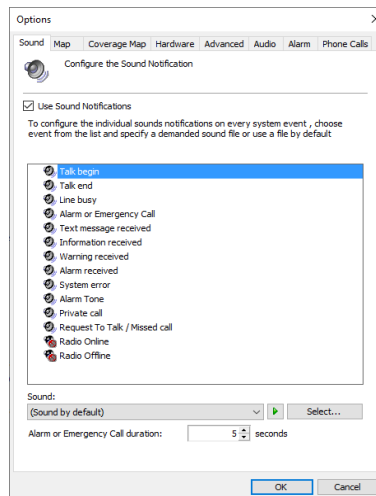 Options
Sound Map Coverage Map Hardware Advanced Audio Alarm Phone Calls
Configure the Sound Notification
Use Sound Notifications
To configure the individual sounds notifications on every system event , choose
event from the list and specify a demanded sound file or use a file by default
Talk begin
Talk end
Line busy
Alarm or Emergency Call
Text message received
Information received
Warning received
Alarm received
System error
Alarm Tone
Private call
Request To Talk / Missed call
Radio Online
Radio Offline
Sound:
(Sound by default) Select...
Alarm or Emergency Call duration: 5 seconds
OK Cancel